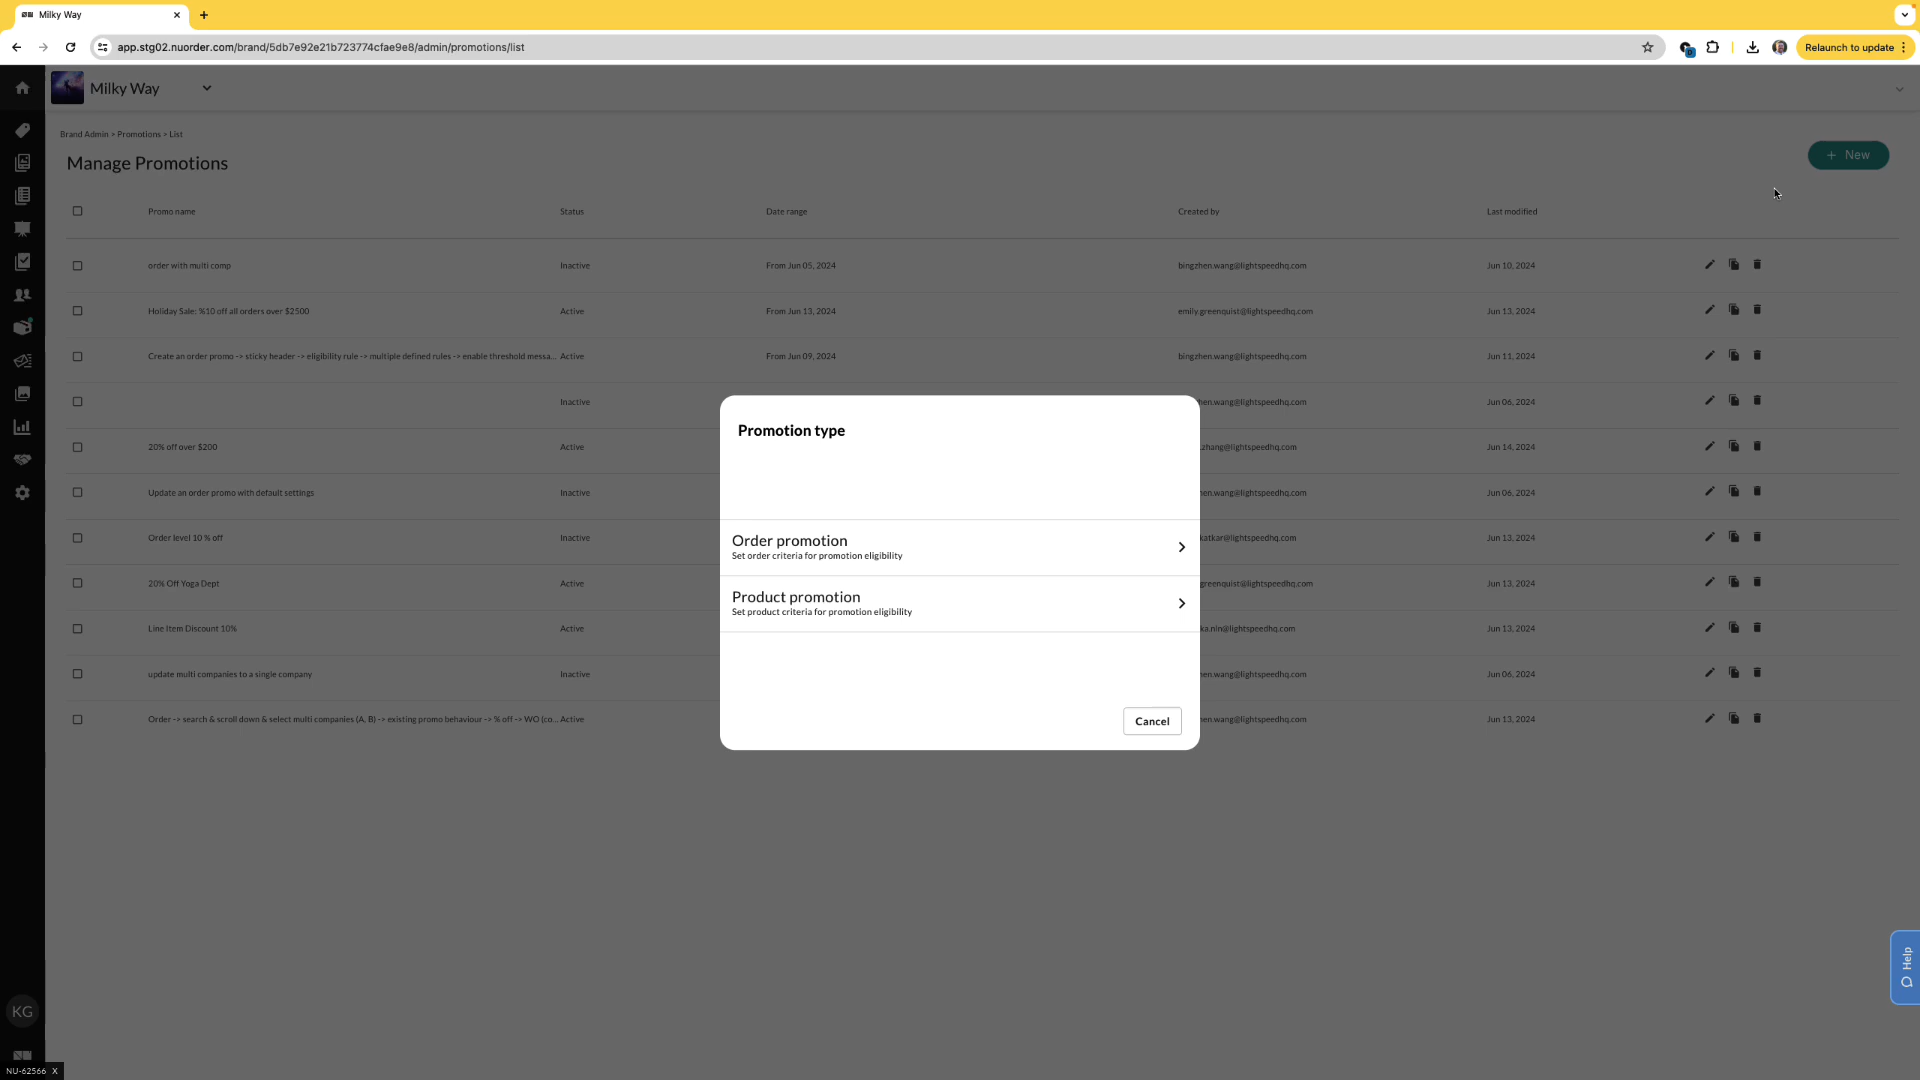 Milky Way
app.stg02.nuorder.com/brand/5db7e92e21b723774cfae9e8/admin/promotions/list
Relaunch to update
Milky Way
Brand Admin > Promotions > List
Manage Promotions
+ New
Promo name Status Date range Created by Last modified
order with multi comp Inactive From Jun 05, 2024 bingzhen.wang@lightspeedhq.com Jun 10, 2024
Holiday Sale: %10 off all orders over $2500 Active From Jun 13, 2024 emily.greenquist@lightspeedhq.com Jun 13, 2024
Create an order promo -> sticky header -> eligibility rule -> multiple defined rules -> enable threshold messa... Active From Jun 09, 2024 bingzhen.wang@lightspeedhq.com Jun 11, 2024
Inactive hen.wang@lightspeedhq.com Jun 06, 2024
20% off over $200 Active zhang@lightspeedhq.com Jun 14, 2024
Update an order promo with default settings Inactive en.wang@lightspeedhq.com Jun 06, 2024
Order level 10 % off Inactive katkar@lightspeedhq.com Jun 13, 2024
20% Off Yoga Dept Active greenquist@lightspeedhq.com Jun 13, 2024
Line Item Discount 10% Active ka.nln@lightspeedhq.com Jun 13, 2024
update multi companies to a single company Inactive en.wang@lightspeedhq.com Jun 06, 2024
Order -> search & scroll down & select multi companies (A, B) -> existing promo behaviour -> % off -> WO (co... Active en.wang@lightspeedhq.com Jun 13, 2024
Promotion type
Order promotion
Set order criteria for promotion eligibility
Product promotion
Set product criteria for promotion eligibility
Cancel
Help
KG
NU-62566 X